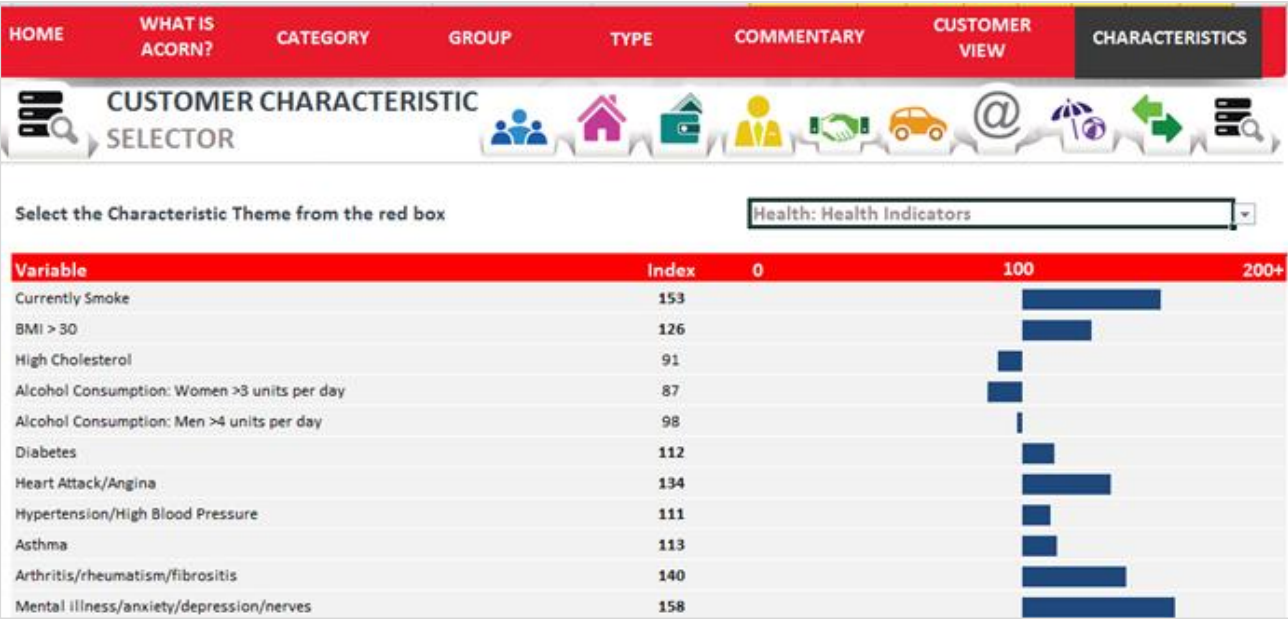 HOME WHAT IS ACORN? CATEGORY GROUP TYPE COMMENTARY CUSTOMER VIEW CHARACTERISTICS
CUSTOMER CHARACTERISTIC
SELECTOR
@
Select the Characteristic Theme from the red box Health: Health Indicators
Variable Index 0 100 200+
Currently Smoke 153
BMI > 30 126
High Cholesterol 91
Alcohol Consumption: Women >3 units per day 87
Alcohol Consumption: Men >4 units per day 98
Diabetes 112
Heart Attack/Angina 134
Hypertension/High Blood Pressure 111
Asthma 113
Arthritis/rheumatism/fibrositis 140
Mental illness/anxiety/depression/nerves 158